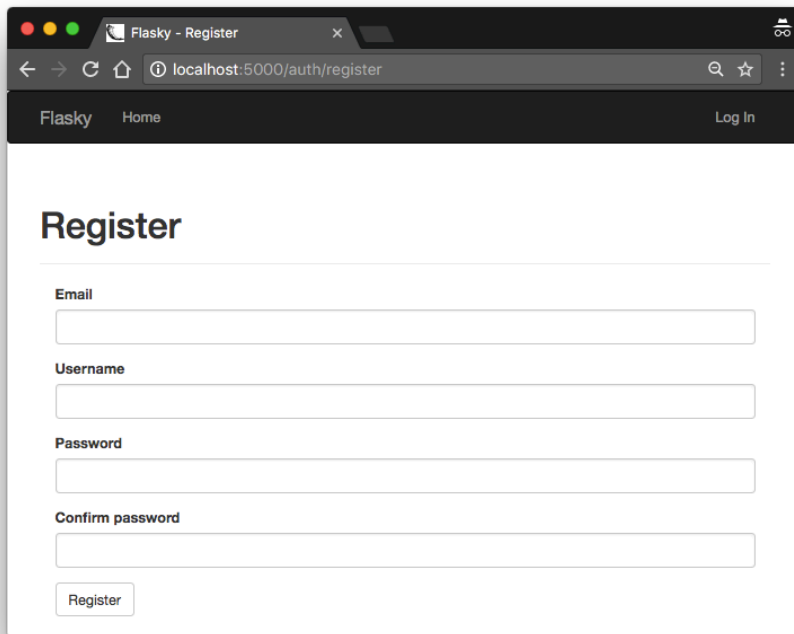 Flasky - Register
localhost:5000/auth/register
Flasky Home Log In
Register
Email
Username
Password
Confirm password
Register